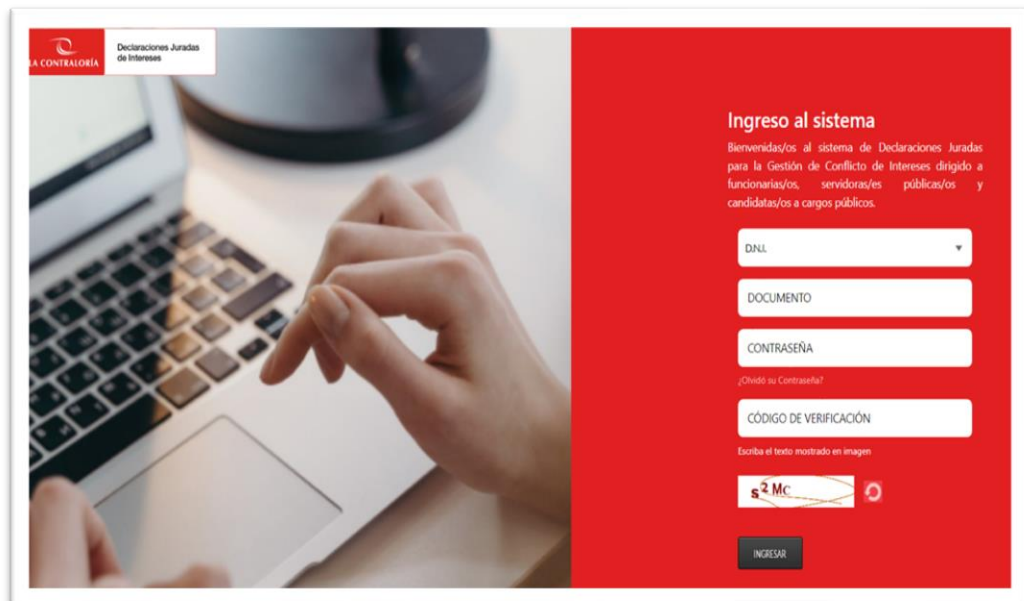 LA CONTRALORÍA
Declaraciones Juradas
de Intereses
Ingreso al sistema
Bienvenidas/os al sistema de Declaraciones Juradas
para la Gestión de Conflicto de Intereses dirigido a
funcionarias/os, servidoras/es públicas/os y
candidatas/os a cargos públicos.
D.N.I.
DOCUMENTO
CONTRASEÑA
¿Olvidó su Contraseña?
CÓDIGO DE VERIFICACIÓN
Escriba el texto mostrado en imagen
s2Mc
INGRESAR